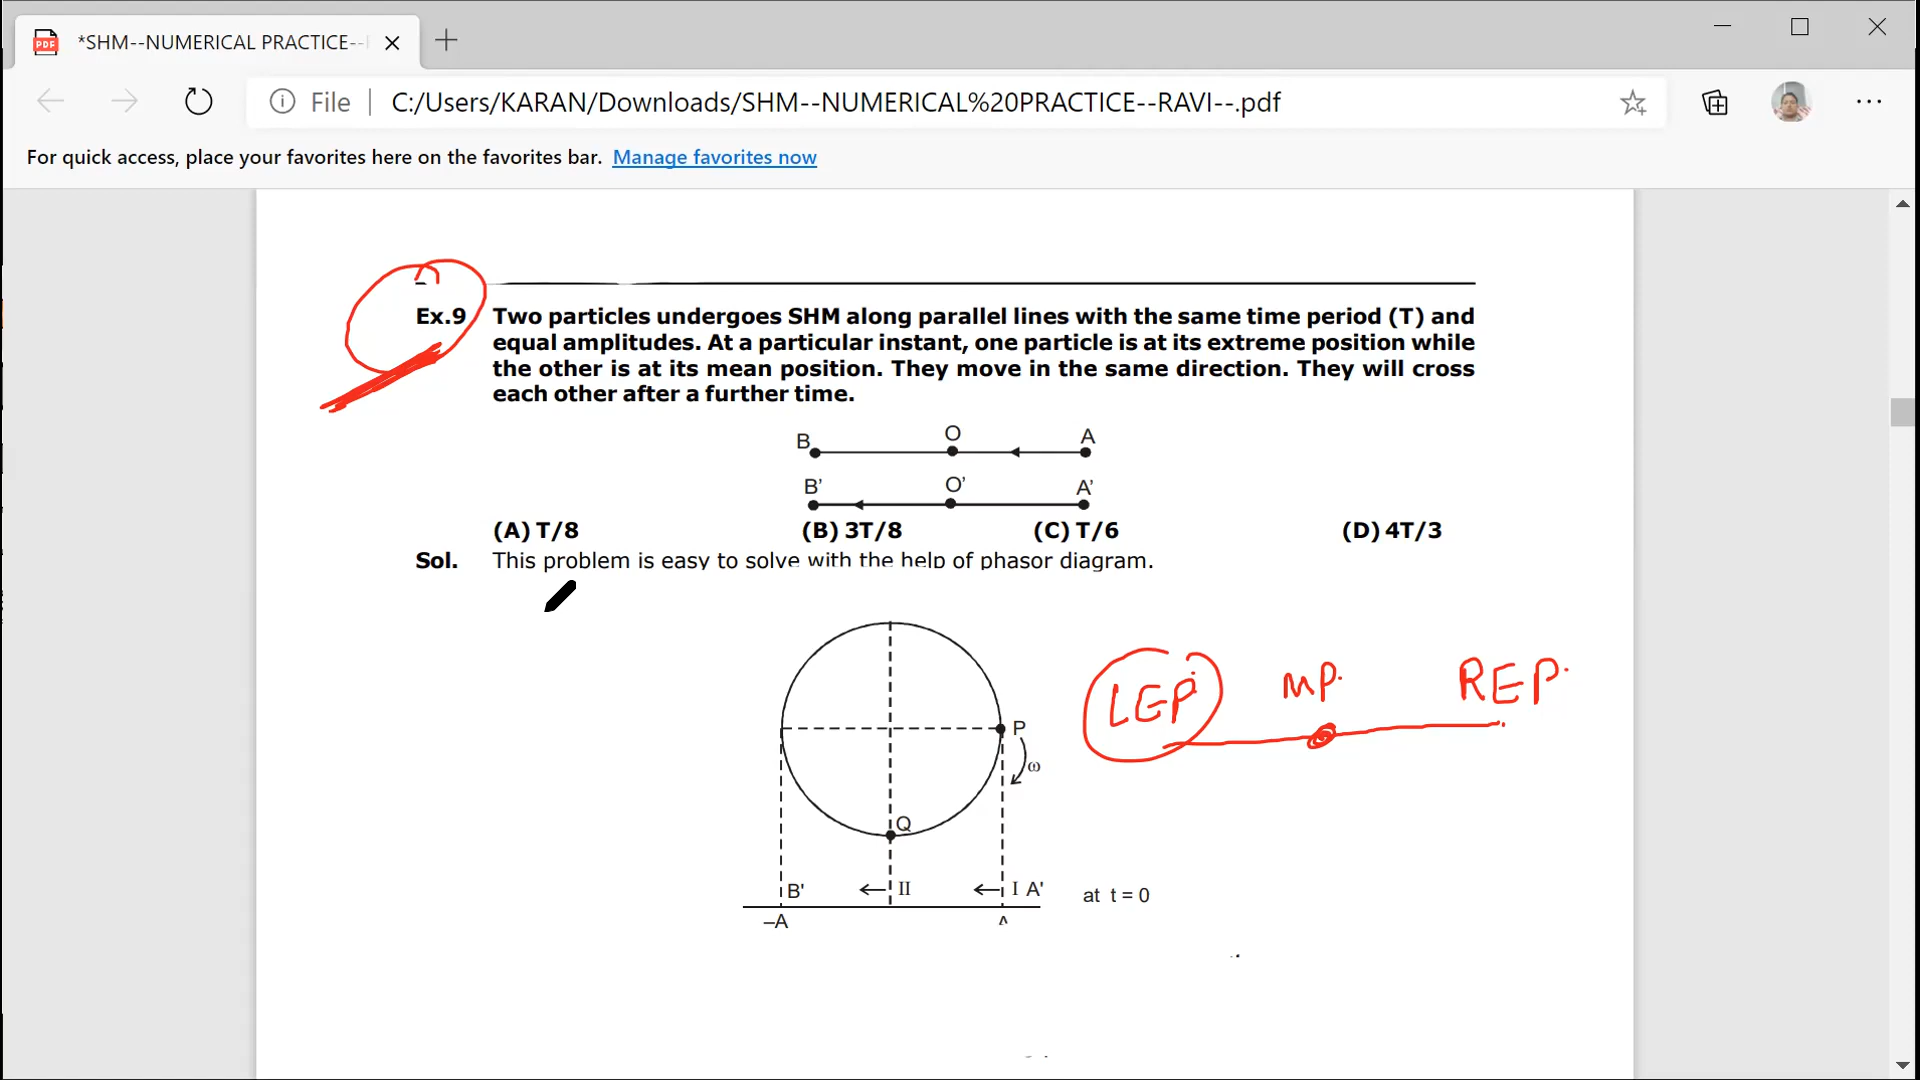 *SHM--NUMERICAL PRACTICE--
File C:/Users/KARAN/Downloads/SHM--NUMERICAL%20PRACTICE--RAVI--.pdf
For quick access, place your favorites here on the favorites bar. Manage favorites now
Ex.9 Two particles undergoes SHM along parallel lines with the same time period (T) and
equal amplitudes. At a particular instant, one particle is at its extreme position while
the other is at its mean position. They move in the same direction. They will cross
each other after a further time.
B O A
B' O' A'
(A) T/8 (B) 3T/8 (C) T/6 (D) 4T/3
Sol. This problem is easy to solve with the help of phasor diagram.
LEP. MP. REP.
P
ω
Q
B' II I A' at t = 0
–A A